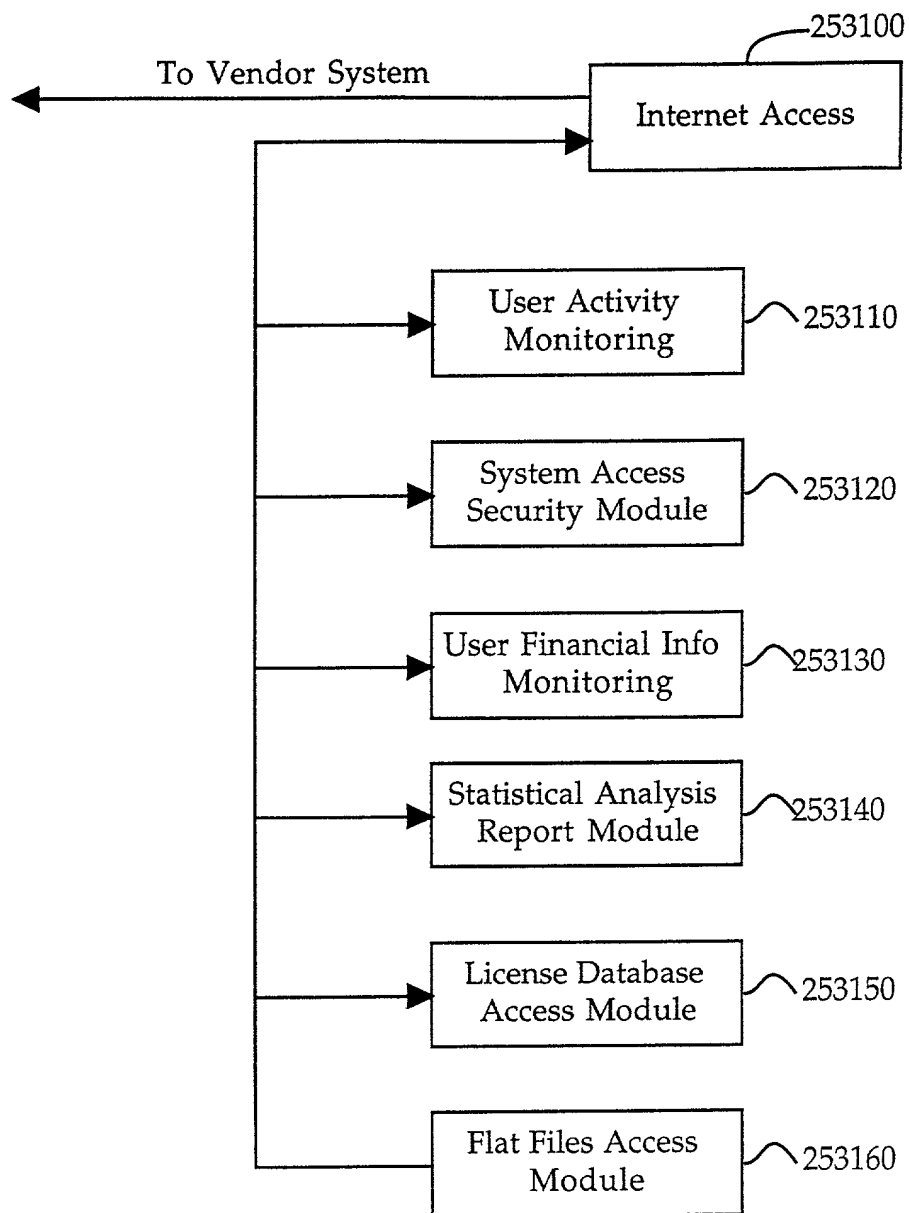 253100
To Vendor System
Internet Access
User Activity
Monitoring
253110
System Access
Security Module
253120
User Financial Info
Monitoring
253130
Statistical Analysis
Report Module
253140
License Database
Access Module
253150
Flat Files Access
Module
253160